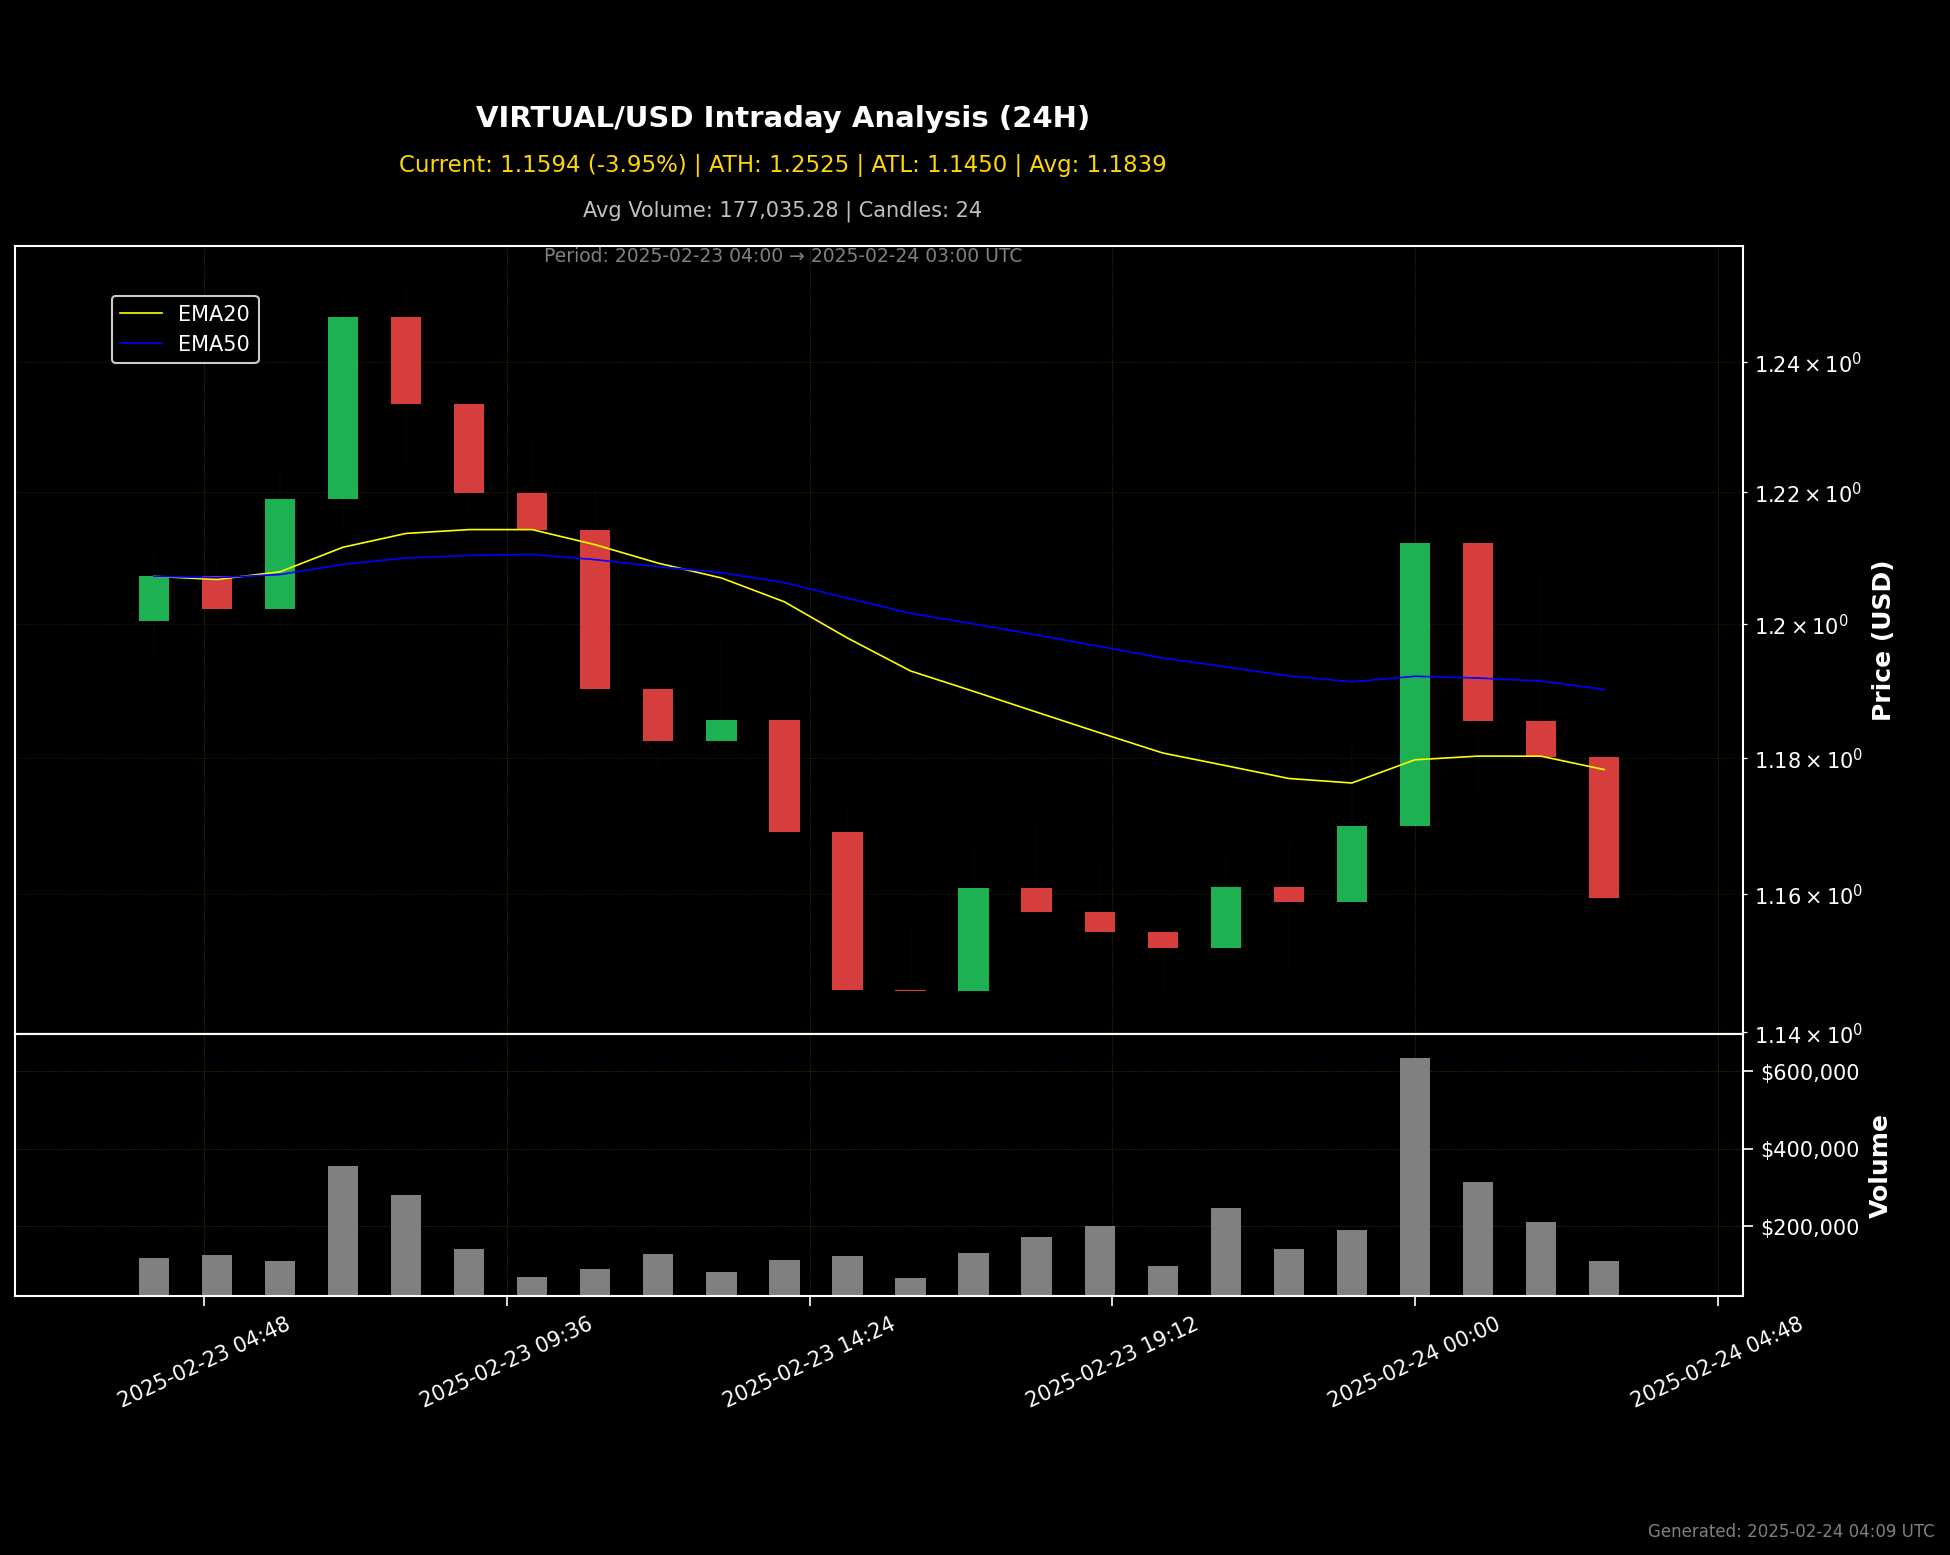 VIRTUAL/USD Intraday Analysis (24H)
Current: 1.1594 (-3.95%) | ATH: 1.2525 | ATL: 1.1450 | Avg: 1.1839
Avg Volume: 177,035.28 | Candles: 24
Period: 2025-02-23 04:00 → 2025-02-24 03:00 UTC
EMA20
EMA50
1.24 × 10⁰
1.22 × 10⁰
1.2 × 10⁰
1.18 × 10⁰
1.16 × 10⁰
1.14 × 10⁰
Price (USD)
$600,000
$400,000
$200,000
Volume
2025-02-23 04:48
2025-02-23 09:36
2025-02-23 14:24
2025-02-23 19:12
2025-02-24 00:00
2025-02-24 04:48
Generated: 2025-02-24 04:09 UTC